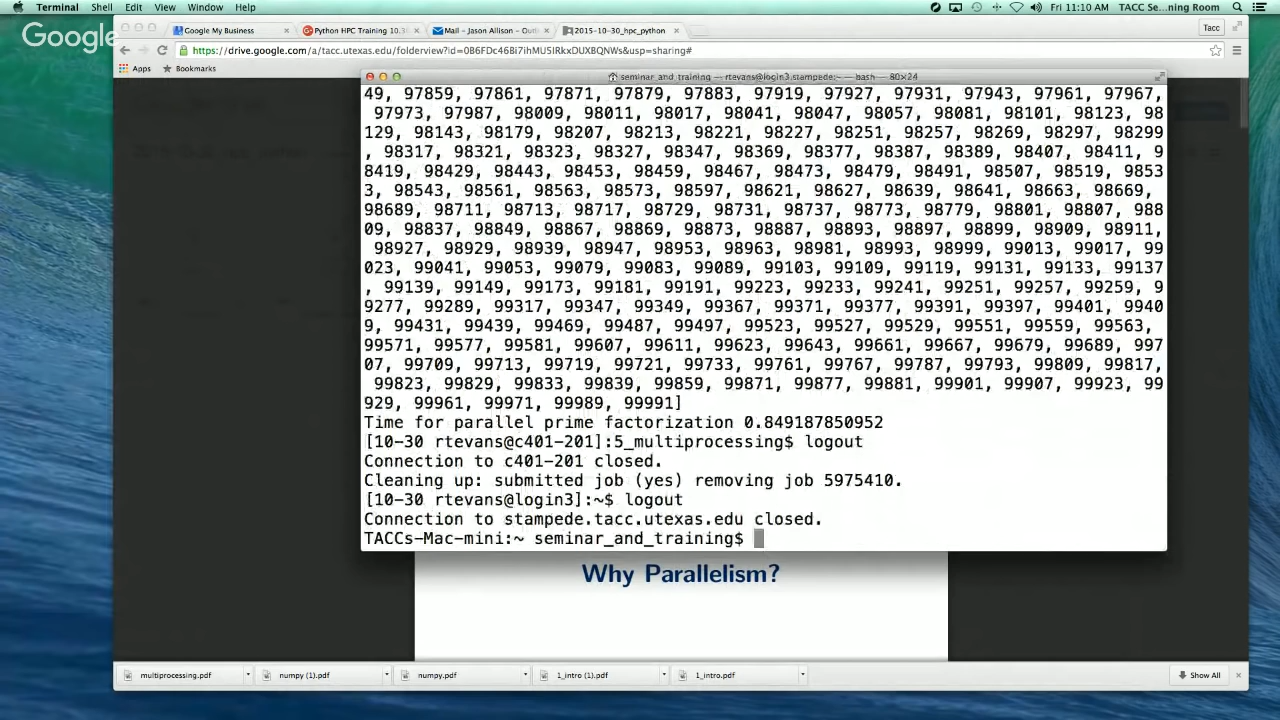 Terminal Shell Edit View Window Help
Fri 11:10 AM TACC Se...ning Room
Google
Google My Business
Python HPC Training 10.3
Mail – Jason Allison – Outl
2015-10-30_hpc_python
Tacc
Apps
Bookmarks
seminar_and_training — rtevans@login3.stampede:~ — bash — 80×24
49, 97859, 97861, 97871, 97879, 97883, 97919, 97927, 97931, 97943, 97961, 97967,
97973, 97987, 98009, 98011, 98017, 98041, 98047, 98057, 98081, 98101, 98123, 98
129, 98143, 98179, 98207, 98213, 98221, 98227, 98251, 98257, 98269, 98297, 98299
, 98317, 98321, 98323, 98327, 98347, 98369, 98377, 98387, 98389, 98407, 98411, 9
8419, 98429, 98443, 98453, 98459, 98467, 98473, 98479, 98491, 98507, 98519, 9853
3, 98543, 98561, 98563, 98573, 98597, 98621, 98627, 98639, 98641, 98663, 98669,
98689, 98711, 98713, 98717, 98729, 98731, 98737, 98773, 98779, 98801, 98807, 988
09, 98837, 98849, 98867, 98869, 98873, 98887, 98893, 98897, 98899, 98909, 98911,
98927, 98929, 98939, 98947, 98953, 98963, 98981, 98993, 98999, 99013, 99017, 99
023, 99041, 99053, 99079, 99083, 99089, 99103, 99109, 99119, 99131, 99133, 99137
, 99139, 99149, 99173, 99181, 99191, 99223, 99233, 99241, 99251, 99257, 99259, 9
9277, 99289, 99317, 99347, 99349, 99367, 99371, 99377, 99391, 99397, 99401, 9940
9, 99431, 99439, 99469, 99487, 99497, 99523, 99527, 99529, 99551, 99559, 99563,
99571, 99577, 99581, 99607, 99611, 99623, 99643, 99661, 99667, 99679, 99689, 997
07, 99709, 99713, 99719, 99721, 99733, 99761, 99767, 99787, 99793, 99809, 99817,
99823, 99829, 99833, 99839, 99859, 99871, 99877, 99881, 99901, 99907, 99923, 99
929, 99961, 99971, 99989, 99991]
Time for parallel prime factorization 0.849187850952
[10-30 rtevans@c401-201]:5_multiprocessing$ logout
Connection to c401-201 closed.
Cleaning up: submitted job (yes) removing job 5975410.
[10-30 rtevans@login3]:~$ logout
Connection to stampede.tacc.utexas.edu closed.
TACCs-Mac-mini:~ seminar_and_training$
Why Parallelism?
multiprocessing.pdf
numpy (1).pdf
numpy.pdf
1_intro (1).pdf
1_intro.pdf
Show All